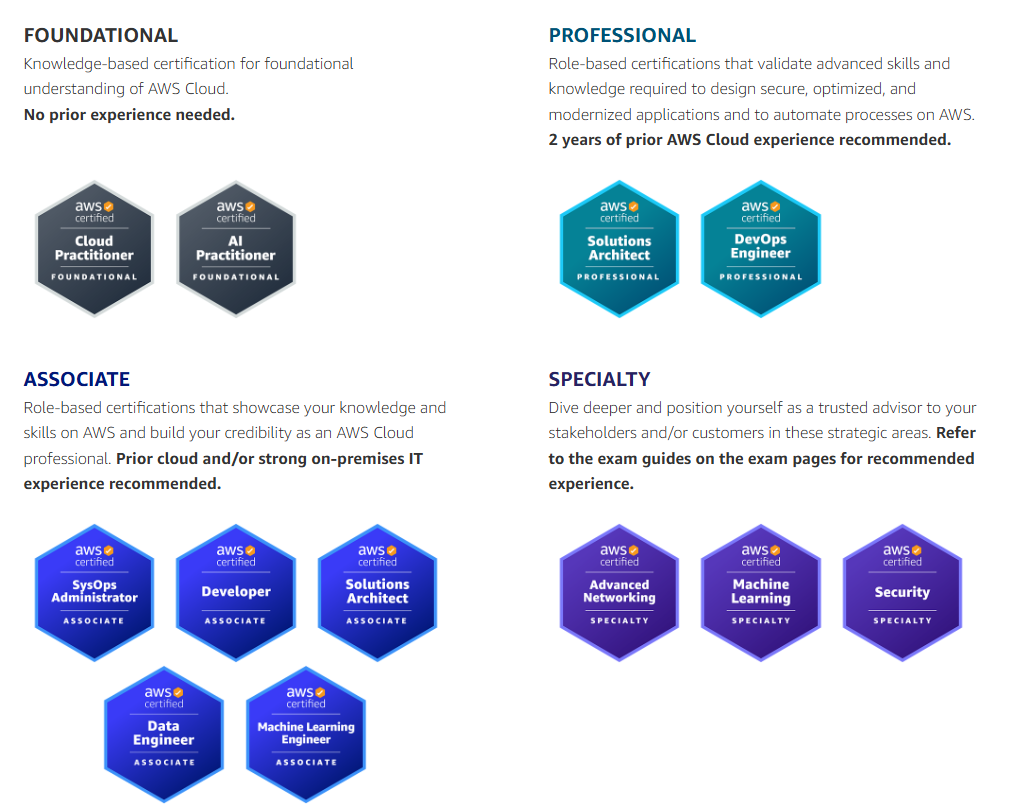 FOUNDATIONAL
Knowledge-based certification for foundational
understanding of AWS Cloud.
No prior experience needed.
aws
certified
Cloud
Practitioner
FOUNDATIONAL
aws
certified
AI
Practitioner
FOUNDATIONAL
PROFESSIONAL
Role-based certifications that validate advanced skills and
knowledge required to design secure, optimized, and
modernized applications and to automate processes on AWS.
2 years of prior AWS Cloud experience recommended.
aws
certified
Solutions
Architect
PROFESSIONAL
aws
certified
DevOps
Engineer
PROFESSIONAL
ASSOCIATE
Role-based certifications that showcase your knowledge and
skills on AWS and build your credibility as an AWS Cloud
professional. Prior cloud and/or strong on-premises IT
experience recommended.
aws
certified
SysOps
Administrator
ASSOCIATE
aws
certified
Developer
ASSOCIATE
aws
certified
Solutions
Architect
ASSOCIATE
aws
certified
Data
Engineer
ASSOCIATE
aws
certified
Machine Learning
Engineer
ASSOCIATE
SPECIALTY
Dive deeper and position yourself as a trusted advisor to your
stakeholders and/or customers in these strategic areas. Refer
to the exam guides on the exam pages for recommended
experience.
aws
certified
Advanced
Networking
SPECIALTY
aws
certified
Machine
Learning
SPECIALTY
aws
certified
Security
SPECIALTY